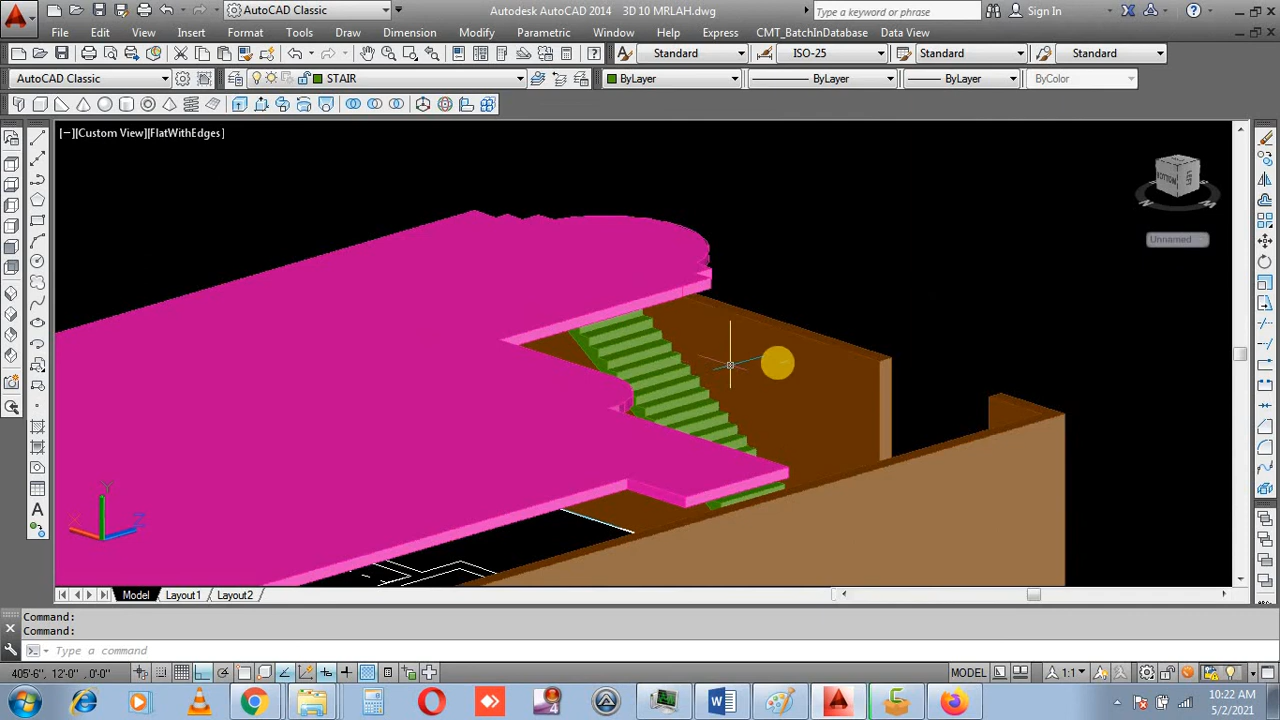 AutoCAD Classic
Autodesk AutoCAD 2014 3D 10 MRLAH.dwg
Type a keyword or phrase
Sign In
File Edit View Insert Format Tools Draw Dimension Modify Parametric Window Help Express CMT_BatchInDatabase Data Extraction
Standard ISO-25 Standard Standard
AutoCAD Classic STAIR ByLayer ByLayer ByLayer ByColor
[−][Custom View][FlatWithEdges]
BOTTOM LEFT
Unnamed
Y
X Z
Model Layout1 Layout2
Command:
Command:
Type a command
405'-6", 12'-0" , 0'-0" MODEL 1:1
10:22 AM
5/2/2021